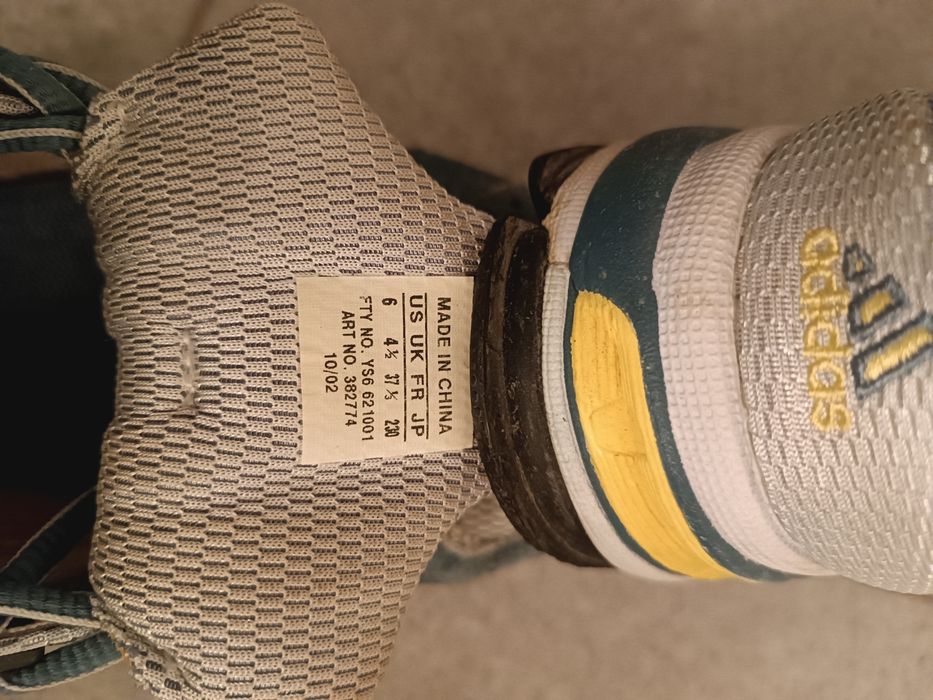 MADE IN CHINA
US UK FR JP
6 4½ 37⅓ 230
FTY NO. YS6 621001
ART NO. 382774
10/02
adidas